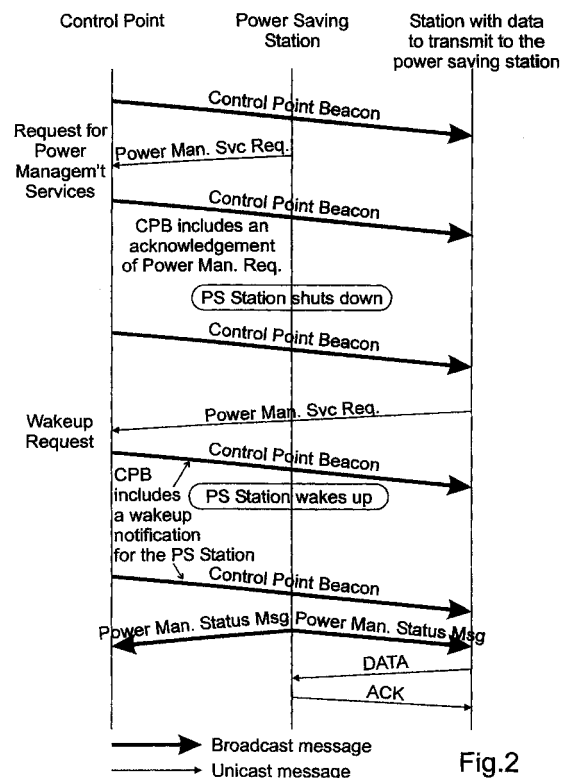 Control Point
Power Saving
Station
Station with data
to transmit to the
power saving station
Control Point Beacon
Request for
Power
Managem't
Services
Power Man. Svc Req.
Control Point Beacon
CPB includes an
acknowledgement
of Power Man. Req.
PS Station shuts down
Control Point Beacon
Power Man. Svc Req.
Wakeup
Request
Control Point Beacon
CPB
includes
a wakeup
notification
for the PS Station
PS Station wakes up
Control Point Beacon
Power Man. Status Msg
Power Man. Status Msg
DATA
ACK
Broadcast message
Unicast message
Fig.2